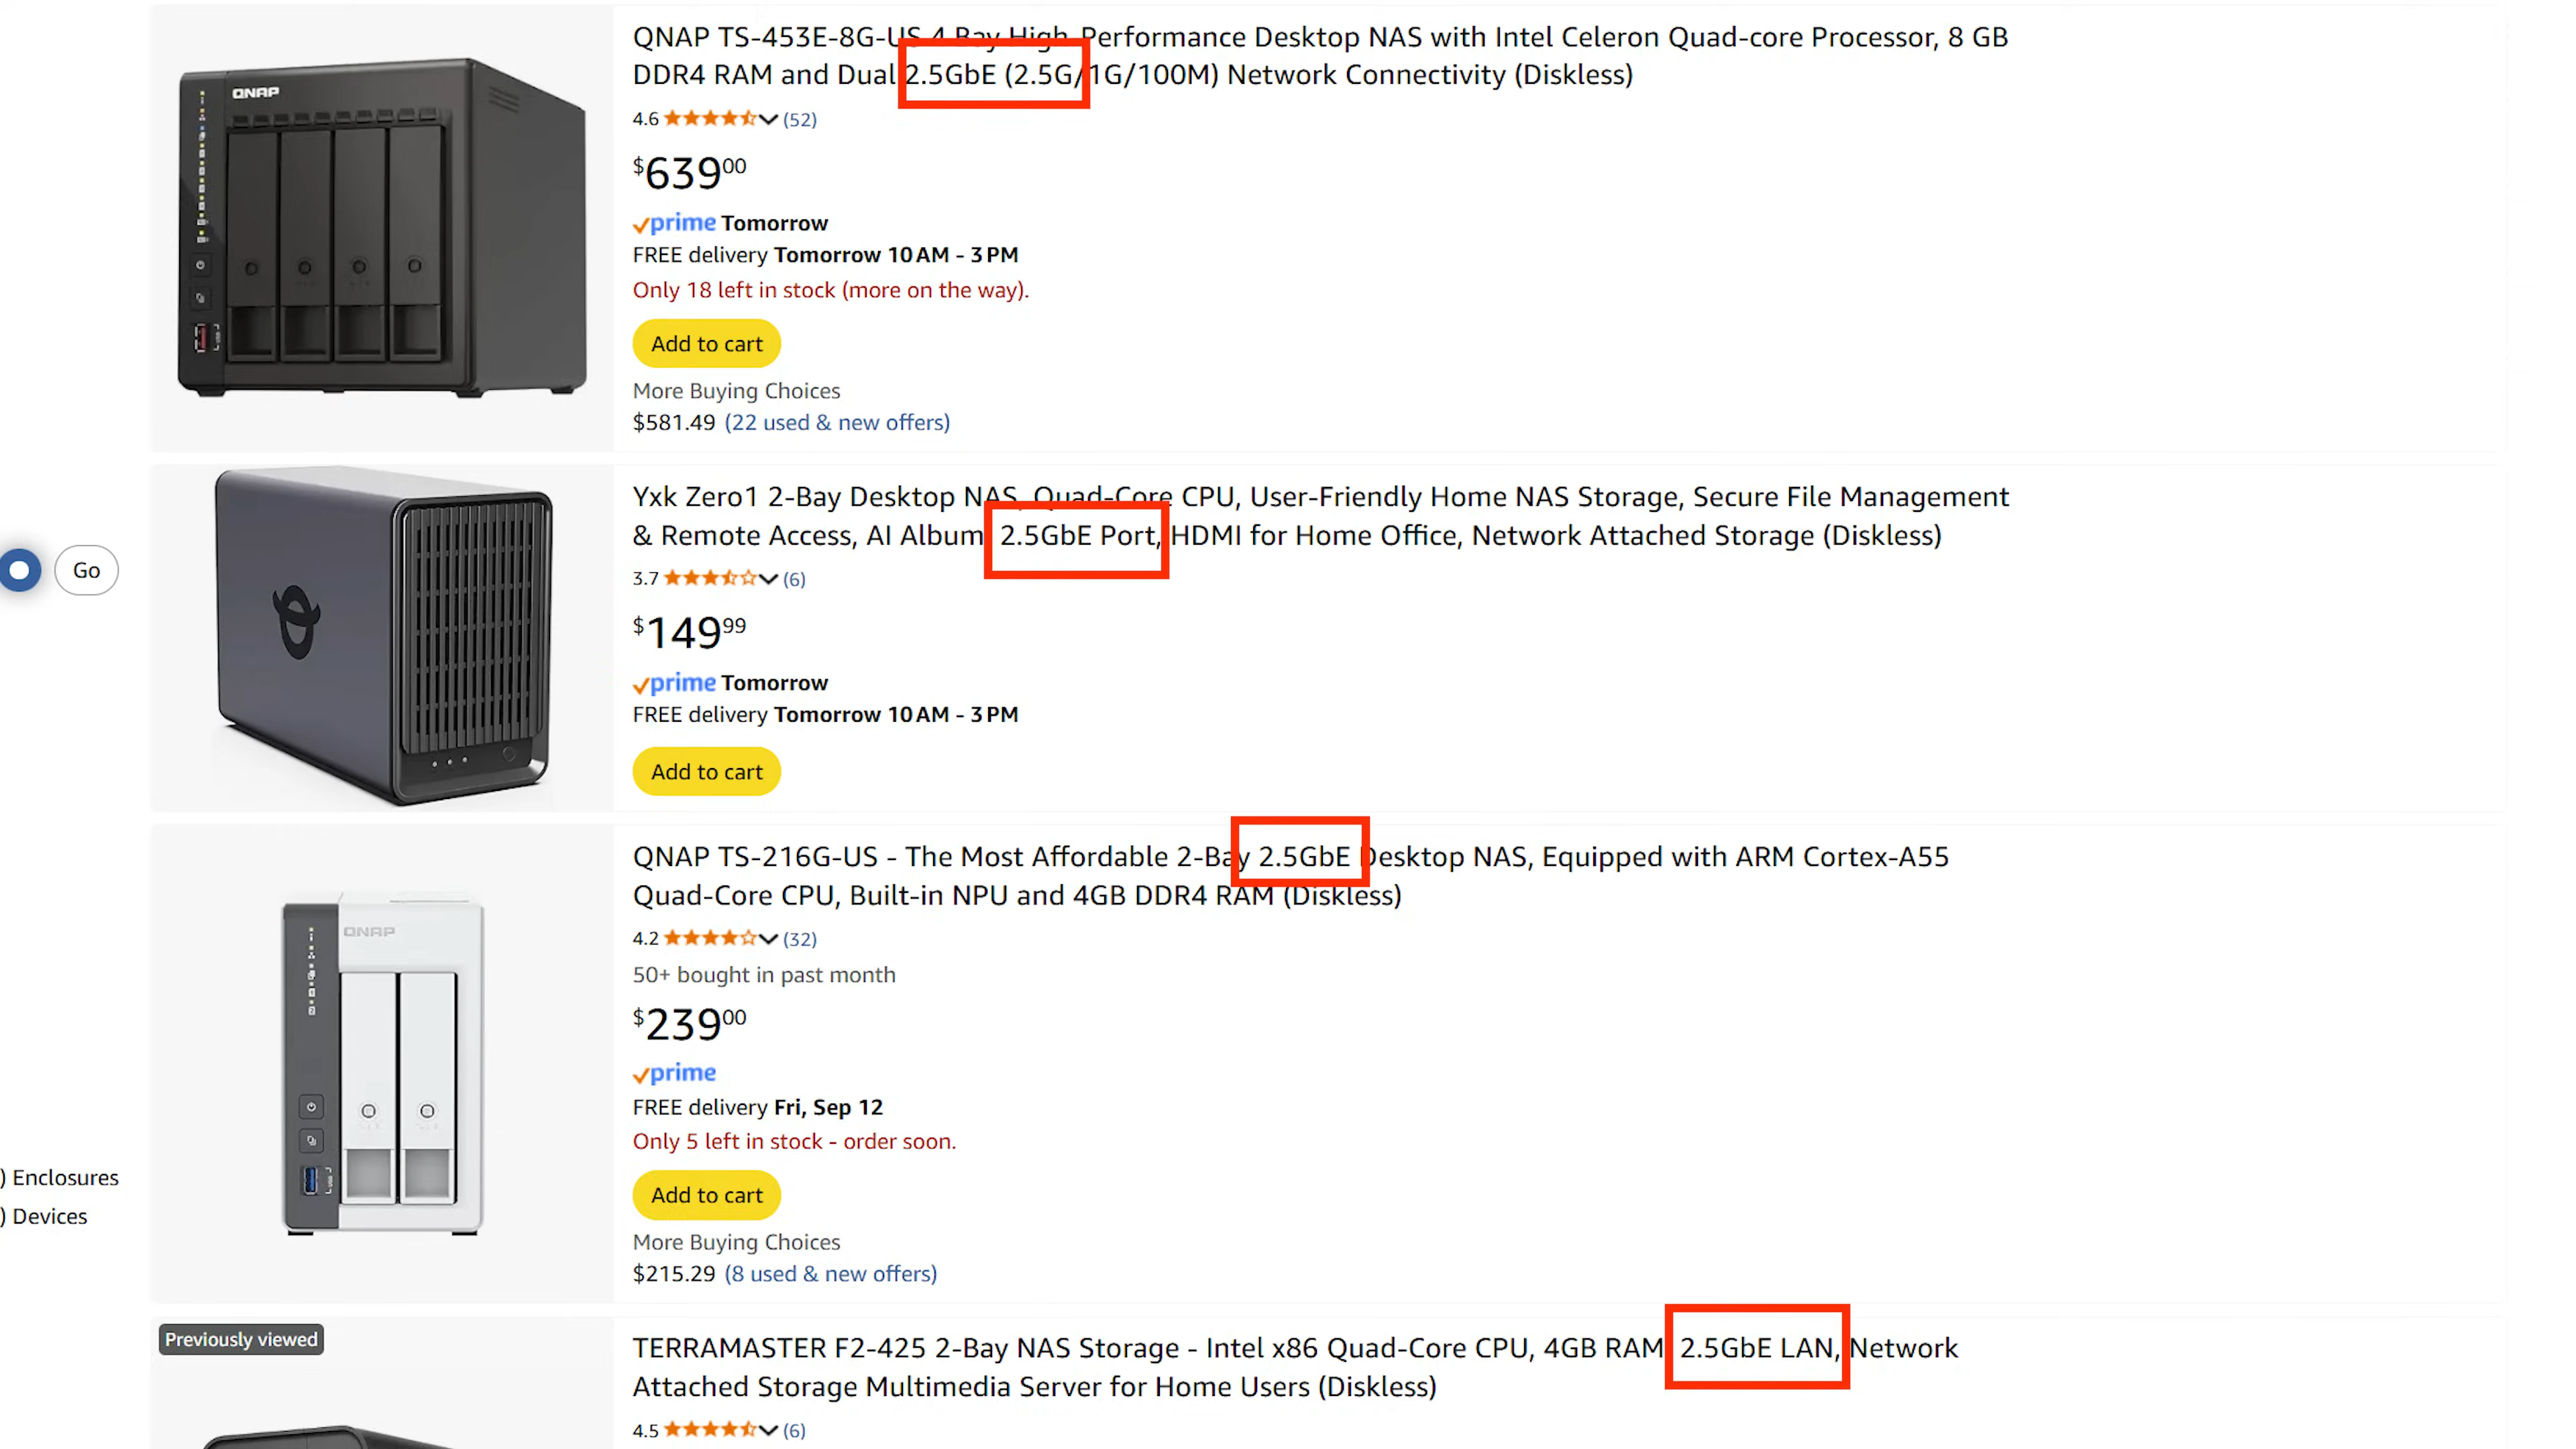 QNAP TS-453E-8G-US 4 Bay High-Performance Desktop NAS with Intel Celeron Quad-core Processor, 8 GB
DDR4 RAM and Dual 2.5GbE (2.5G/1G/100M) Network Connectivity (Diskless)
QNAP
4.6 (52)
$639 00
prime Tomorrow
FREE delivery Tomorrow 10 AM - 3 PM
Only 18 left in stock (more on the way).
Add to cart
More Buying Choices
$581.49 (22 used & new offers)
Yxk Zero1 2-Bay Desktop NAS, Quad-Core CPU, User-Friendly Home NAS Storage, Secure File Management
& Remote Access, AI Album 2.5GbE Port, HDMI for Home Office, Network Attached Storage (Diskless)
Go
3.7 (6)
$149 99
prime Tomorrow
FREE delivery Tomorrow 10 AM - 3 PM
Add to cart
QNAP TS-216G-US - The Most Affordable 2-Bay 2.5GbE Desktop NAS, Equipped with ARM Cortex-A55
Quad-Core CPU, Built-in NPU and 4GB DDR4 RAM (Diskless)
QNAP
4.2 (32)
50+ bought in past month
$239 00
prime
FREE delivery Fri, Sep 12
Only 5 left in stock - order soon.
Add to cart
) Enclosures
) Devices
More Buying Choices
$215.29 (8 used & new offers)
Previously viewed
TERRAMASTER F2-425 2-Bay NAS Storage - Intel x86 Quad-Core CPU, 4GB RAM 2.5GbE LAN, Network
Attached Storage Multimedia Server for Home Users (Diskless)
4.5 (6)